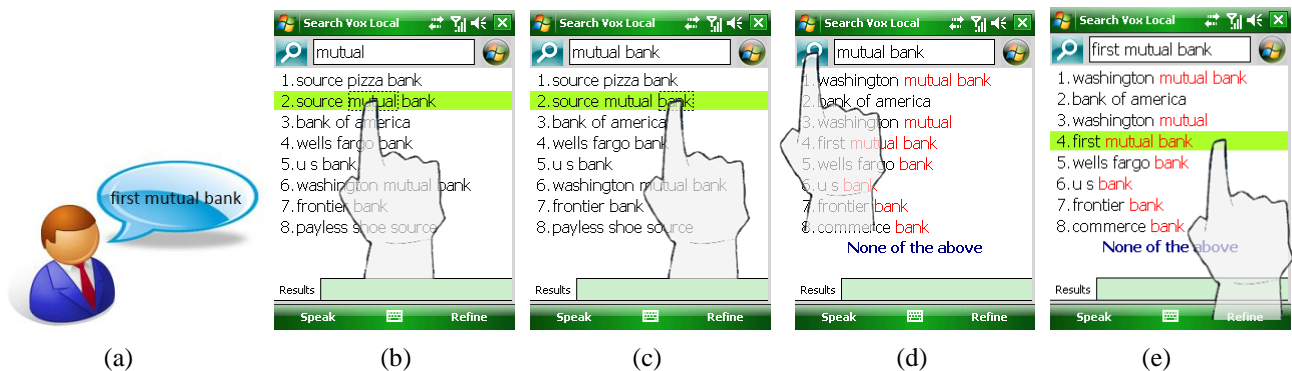 first mutual bank
(a)
Search Vox Local
mutual
1. source pizza bank
2. source mutual bank
3. bank of america
4. wells fargo bank
5. u s bank
6. washington mutual bank
7. frontier bank
8. payless shoe source
Results
Speak Refine
(b)
Search Vox Local
mutual bank
1. source pizza bank
2. source mutual bank
3. bank of america
4. wells fargo bank
5. u s bank
6. washington mutual bank
7. frontier bank
8. payless shoe source
Results
Speak Refine
(c)
Search Vox Local
mutual bank
1. washington mutual bank
2. bank of america
3. washington mutual
4. first mutual bank
5. wells fargo bank
6. u s bank
7. frontier bank
8. commerce bank
None of the above
Results
Speak Refine
(d)
Search Vox Local
first mutual bank
1. washington mutual bank
2. bank of america
3. washington mutual
4. first mutual bank
5. wells fargo bank
6. u s bank
7. frontier bank
8. commerce bank
None of the above
Results
Speak Refine
(e)